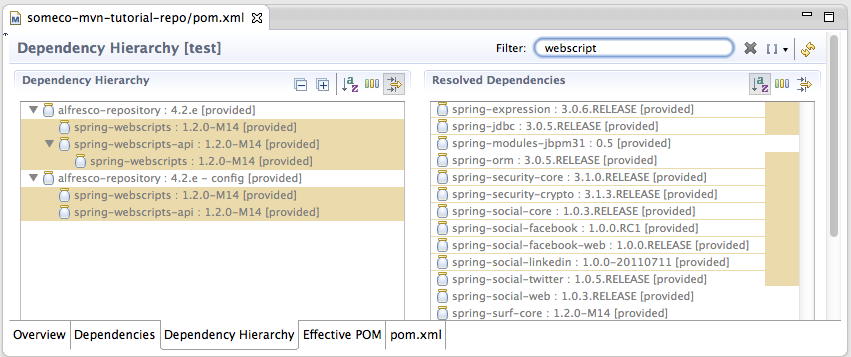 someco-mvn-tutorial-repo/pom.xml
Dependency Hierarchy [test]
Filter: webscript
Dependency Hierarchy
alfresco-repository : 4.2.e [provided]
spring-webscripts : 1.2.0-M14 [provided]
spring-webscripts-api : 1.2.0-M14 [provided]
spring-webscripts : 1.2.0-M14 [provided]
alfresco-repository : 4.2.e - config [provided]
spring-webscripts : 1.2.0-M14 [provided]
spring-webscripts-api : 1.2.0-M14 [provided]
Resolved Dependencies
spring-expression : 3.0.6.RELEASE [provided]
spring-jdbc : 3.0.5.RELEASE [provided]
spring-modules-jbpm31 : 0.5 [provided]
spring-orm : 3.0.5.RELEASE [provided]
spring-security-core : 3.1.0.RELEASE [provided]
spring-security-crypto : 3.1.3.RELEASE [provided]
spring-social-core : 1.0.3.RELEASE [provided]
spring-social-facebook : 1.0.0.RC1 [provided]
spring-social-facebook-web : 1.0.0.RELEASE [provided]
spring-social-linkedin : 1.0.0-20110711 [provided]
spring-social-twitter : 1.0.5.RELEASE [provided]
spring-social-web : 1.0.3.RELEASE [provided]
spring-surf-core : 1.2.0-M14 [provided]
Overview Dependencies Dependency Hierarchy Effective POM pom.xml